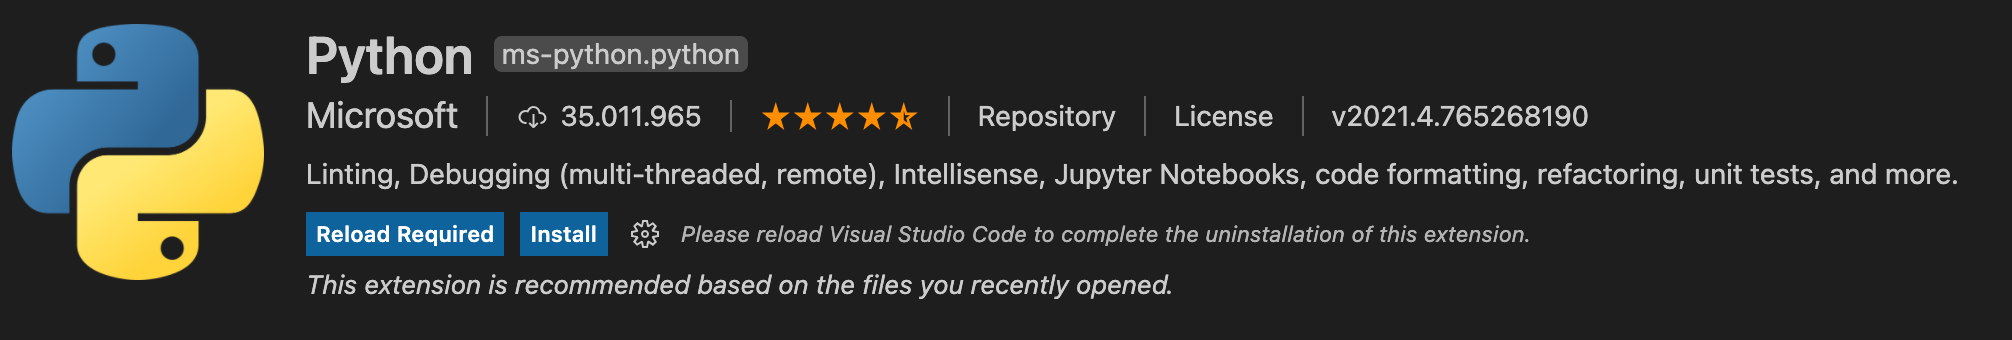 Python ms-python.python
Microsoft 35.011.965 Repository License v2021.4.765268190
Linting, Debugging (multi-threaded, remote), Intellisense, Jupyter Notebooks, code formatting, refactoring, unit tests, and more.
Reload Required Install Please reload Visual Studio Code to complete the uninstallation of this extension.
This extension is recommended based on the files you recently opened.